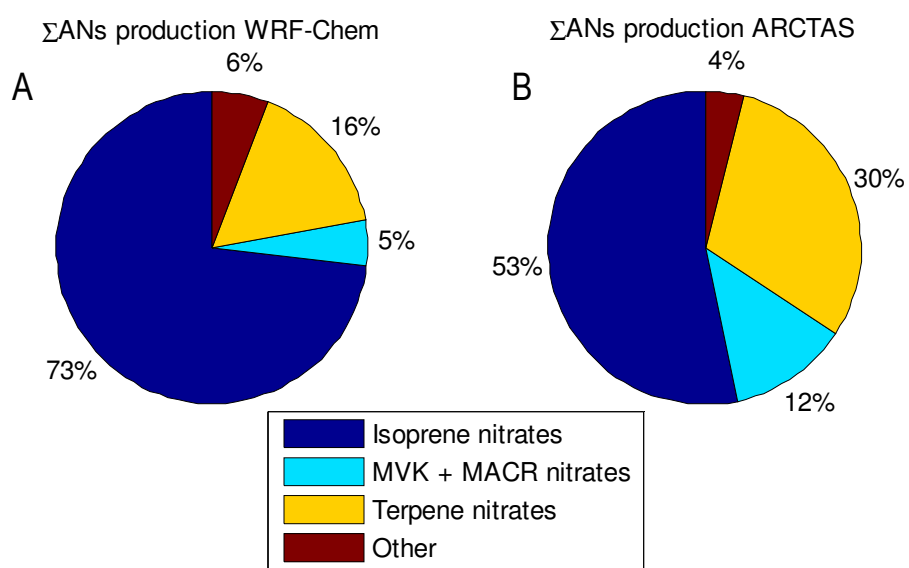 ΣANs production WRF-Chem
A
6%
16%
5%
73%
ΣANs production ARCTAS
B
4%
30%
53%
12%
Isoprene nitrates
MVK + MACR nitrates
Terpene nitrates
Other